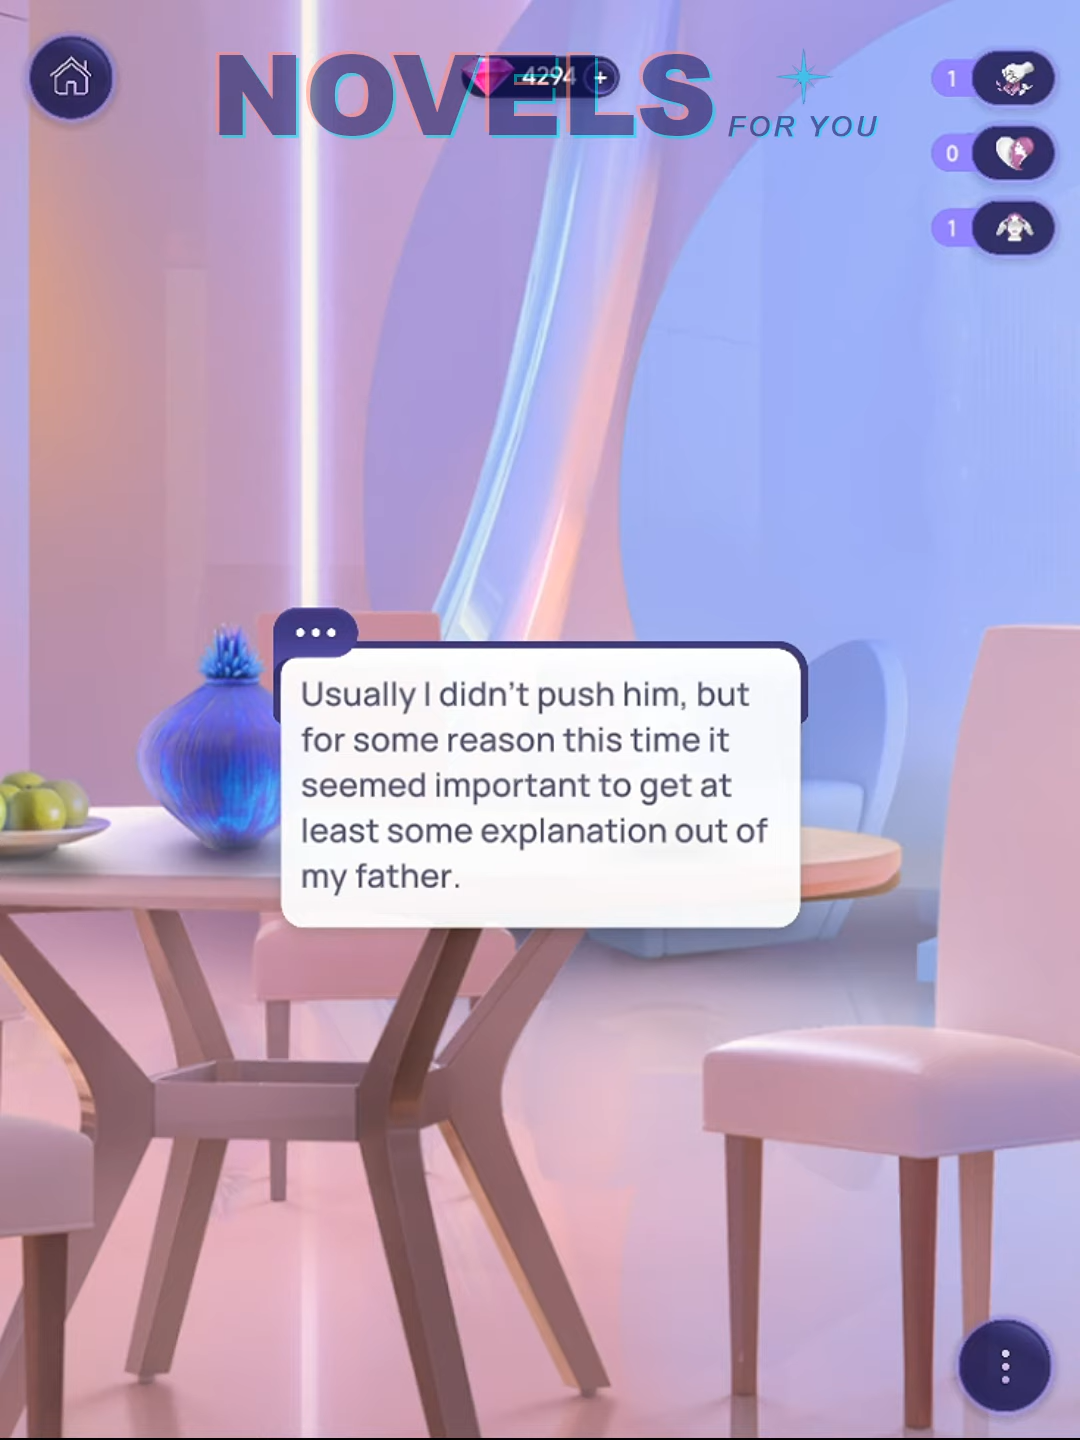 NOVELS FOR YOU
4294 +
1
0
1
Usually I didn't push him, but
for some reason this time it
seemed important to get at
least some explanation out of
my father.